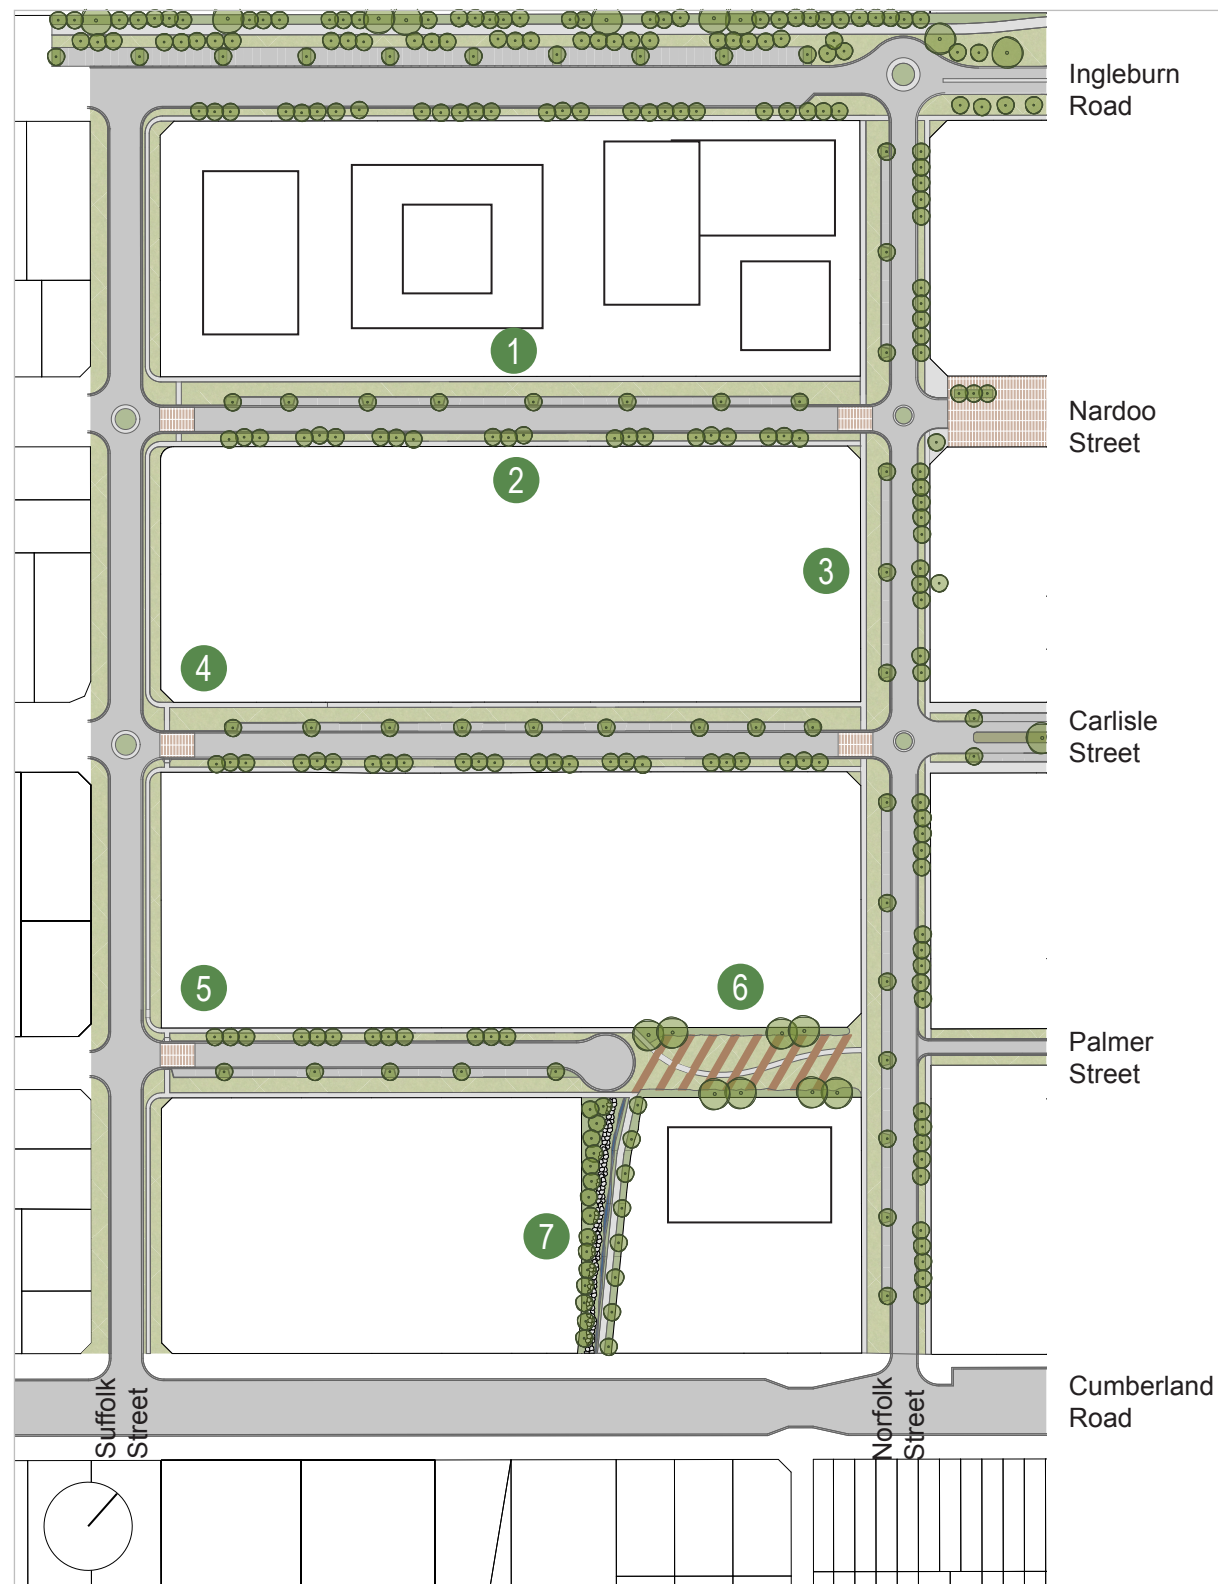 Ingleburn
Road
1
Nardoo
Street
2
3
4
Carlisle
Street
5
6
Palmer
Street
7
Cumberland
Road
Suffolk
Street
Norfolk
Street